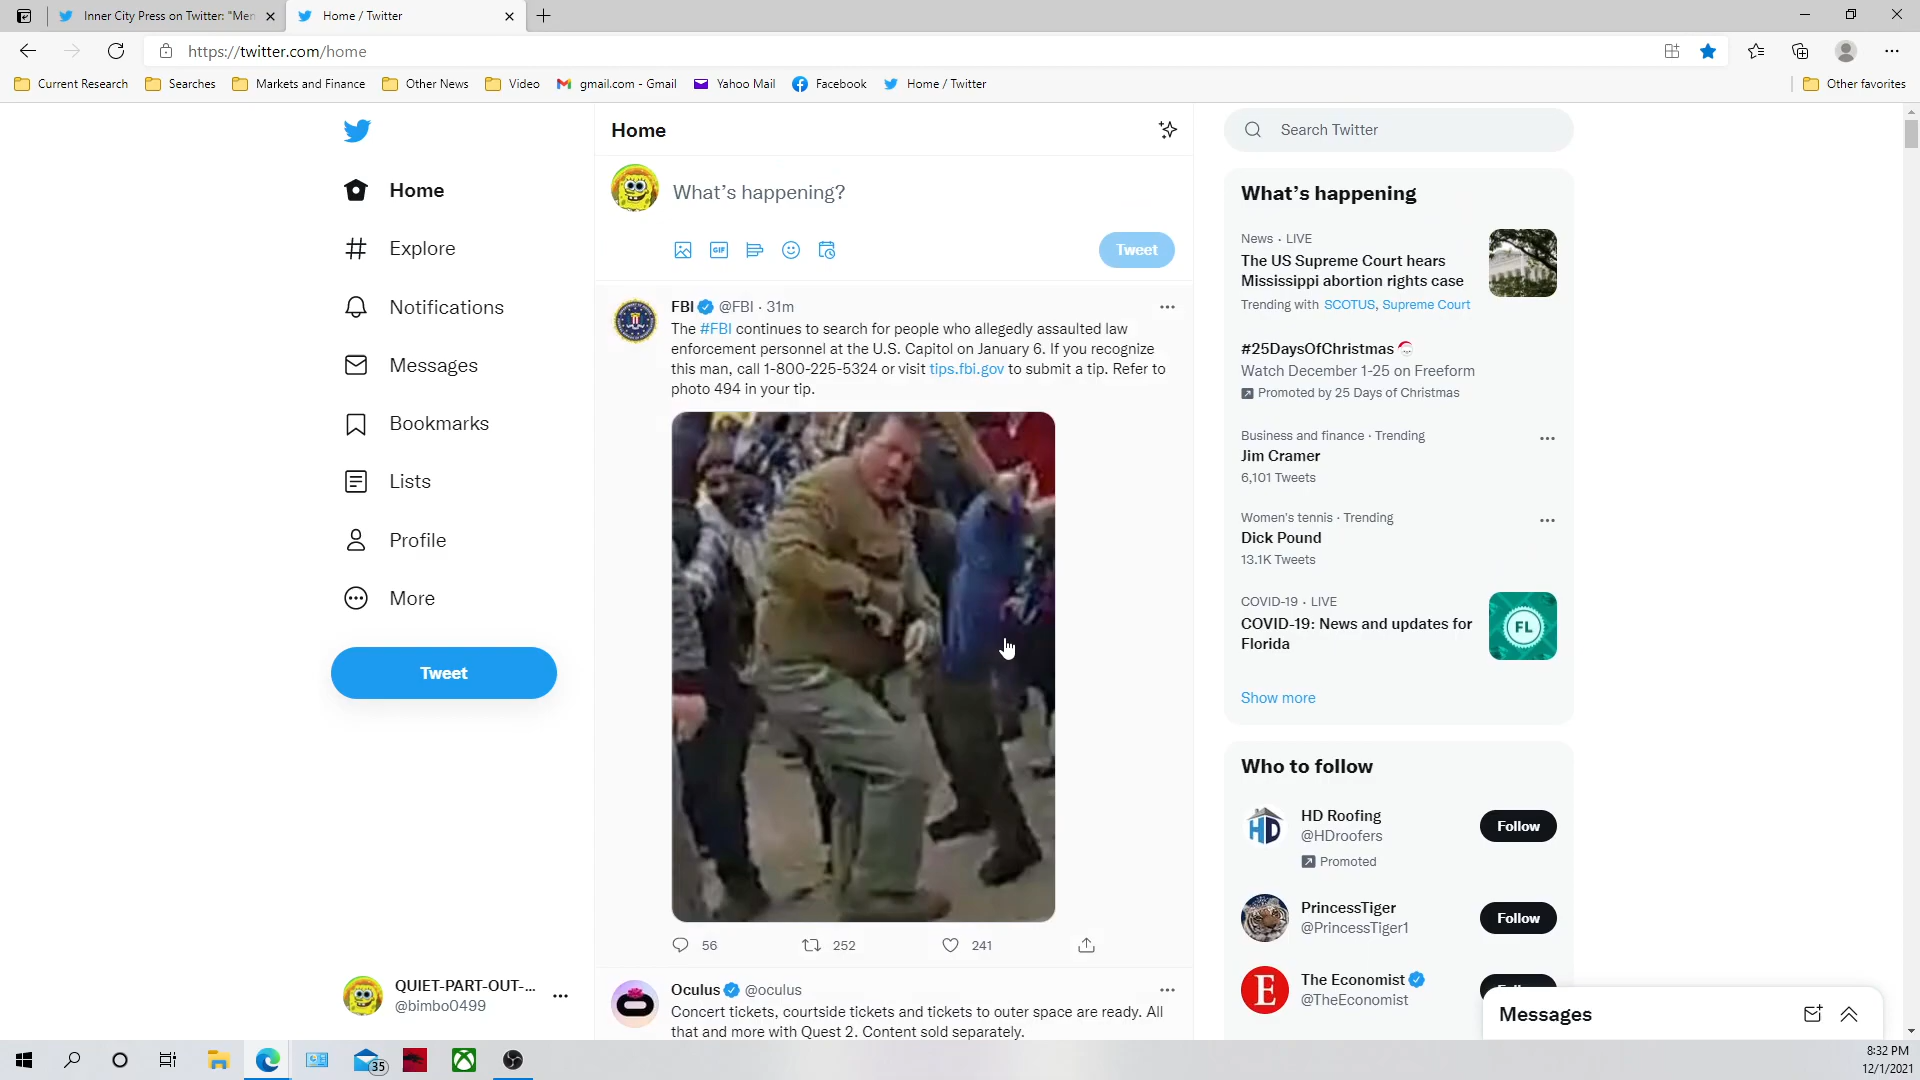 Inner City Press on Twitter: "Men
Home / Twitter
https://twitter.com/home
Current Research
Searches
Markets and Finance
Other News
Video
gmail.com - Gmail
Yahoo Mail
Facebook
Home / Twitter
Other favorites
Home
Explore
Notifications
Messages
Bookmarks
Lists
Profile
More
Tweet
QUIET-PART-OUT-...
@bimbo0499
Home
What's happening?
GIF
Tweet
FBI @FBI · 31m
The #FBI continues to search for people who allegedly assaulted law
enforcement personnel at the U.S. Capitol on January 6. If you recognize
this man, call 1-800-225-5324 or visit tips.fbi.gov to submit a tip. Refer to
photo 494 in your tip.
56
252
241
Oculus @oculus
Concert tickets, courtside tickets and tickets to outer space are ready. All
that and more with Quest 2. Content sold separately.
Search Twitter
What's happening
News · LIVE
The US Supreme Court hears
Mississippi abortion rights case
Trending with SCOTUS, Supreme Court
#25DaysOfChristmas
Watch December 1-25 on Freeform
Promoted by 25 Days of Christmas
Business and finance · Trending
Jim Cramer
6,101 Tweets
Women's tennis · Trending
Dick Pound
13.1K Tweets
COVID-19 · LIVE
COVID-19: News and updates for
Florida
FL
Show more
Who to follow
HD
HD Roofing
@HDroofers
Promoted
Follow
PrincessTiger
@PrincessTiger1
Follow
E
The Economist
@TheEconomist
Messages
35
8:32 PM
12/1/2021